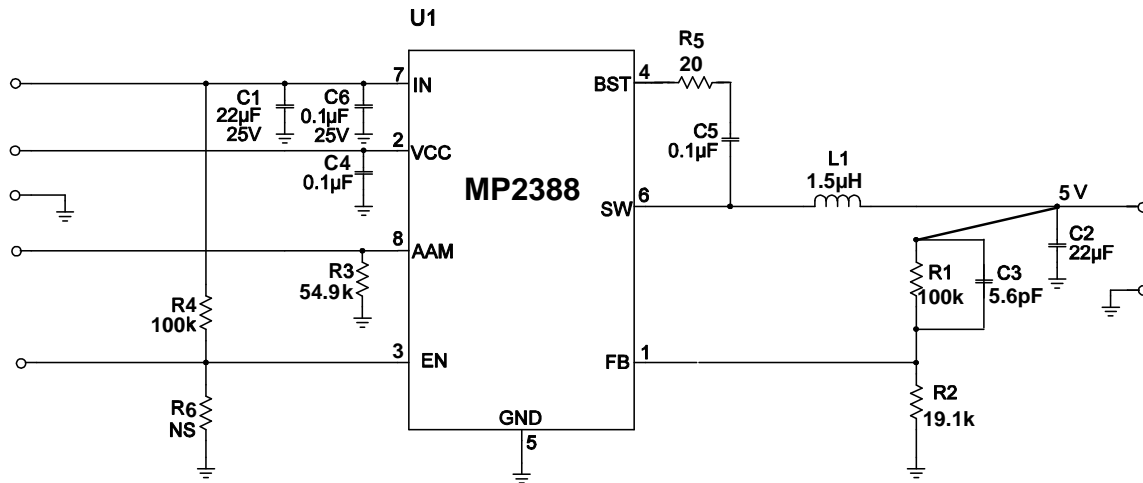 U1
MP2388
7
IN
C1
22µF
25V
C6
0.1µF
25V
2
VCC
C4
0.1µF
8
AAM
R3
54.9k
R4
100k
3
EN
R6
NS
GND
5
BST
4
R5
20
C5
0.1µF
SW
6
L1
1.5µH
5V
C2
22µF
R1
100k
C3
5.6pF
FB
1
R2
19.1k